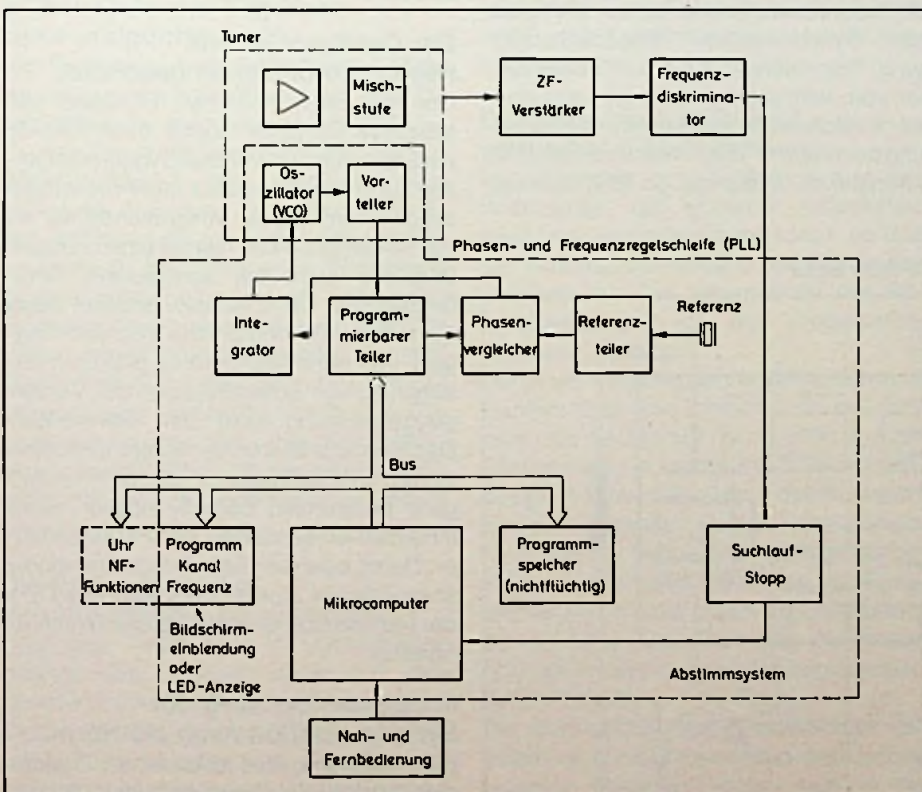 Tuner
Misch-
stufe
ZF-
Verstärker
Frequenz-
diskrimina-
tor
Os-
zillator
(VCO)
Vor-
teiler
Phasen- und Frequenzregelschleife (PLL)
Inte-
grator
Program-
mierbarer
Teiler
Phasen-
vergleicher
Referenz-
teiler
Referenz
Bus
Uhr
NF-
Funktionen
Programm
Kanal
Frequenz
Mikrocomputer
Programm-
speicher
(nichtflüchtig)
Suchlauf-
Stopp
Bildschirm-
einblendung
oder
LED-Anzeige
Abstimmsystem
Nah- und
Fernbedienung